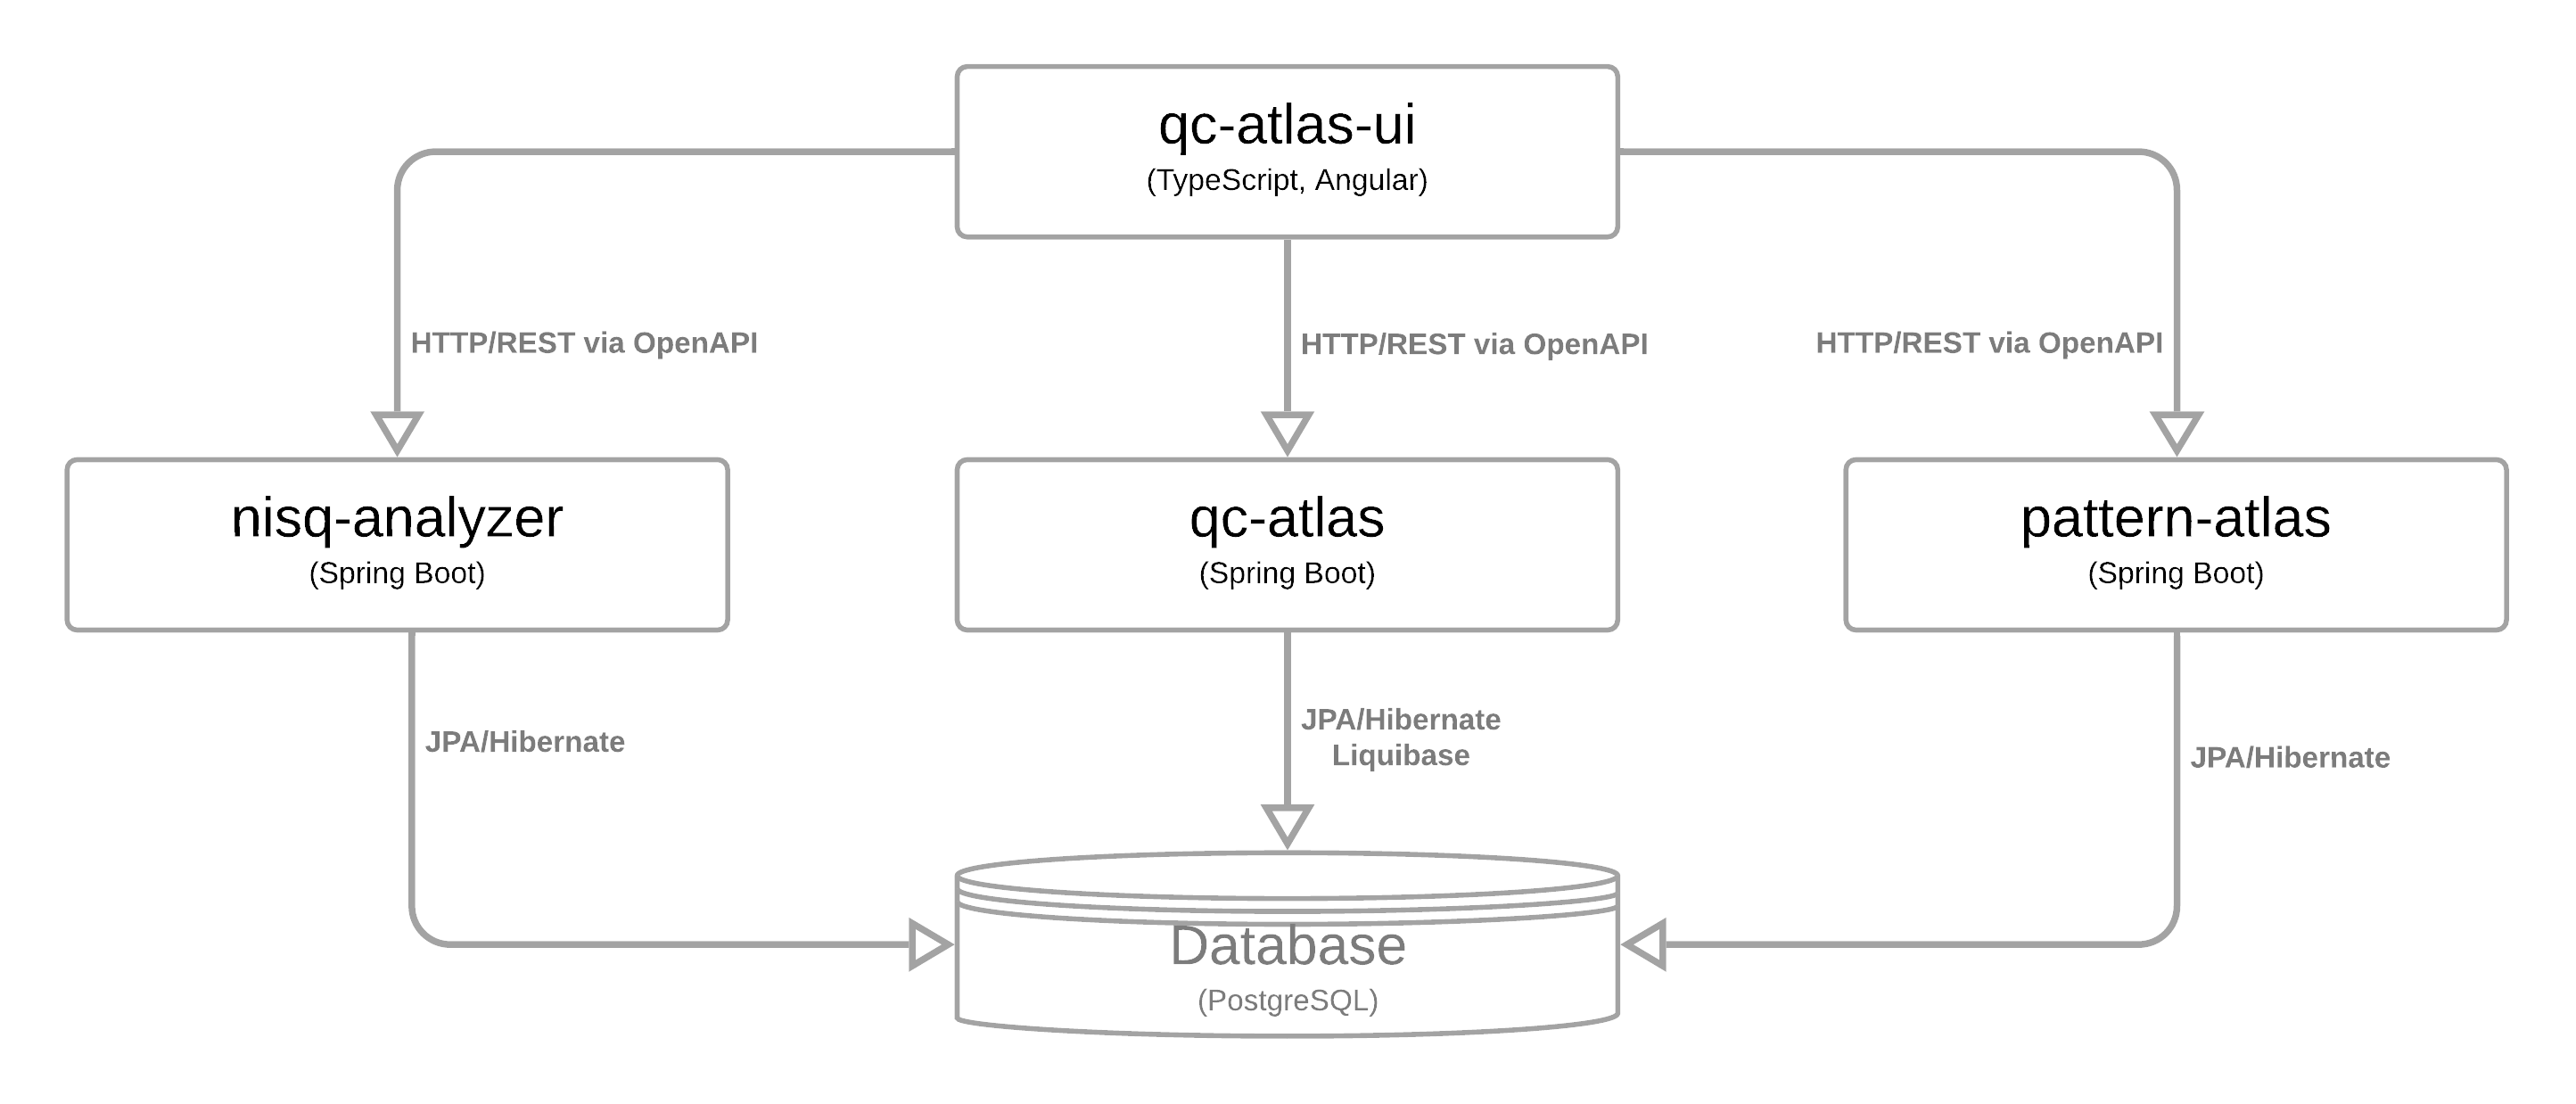 qc-atlas-ui
(TypeScript, Angular)
HTTP/REST via OpenAPI
HTTP/REST via OpenAPI
HTTP/REST via OpenAPI
nisq-analyzer
(Spring Boot)
qc-atlas
(Spring Boot)
pattern-atlas
(Spring Boot)
JPA/Hibernate
JPA/Hibernate
Liquibase
JPA/Hibernate
Database
(PostgreSQL)